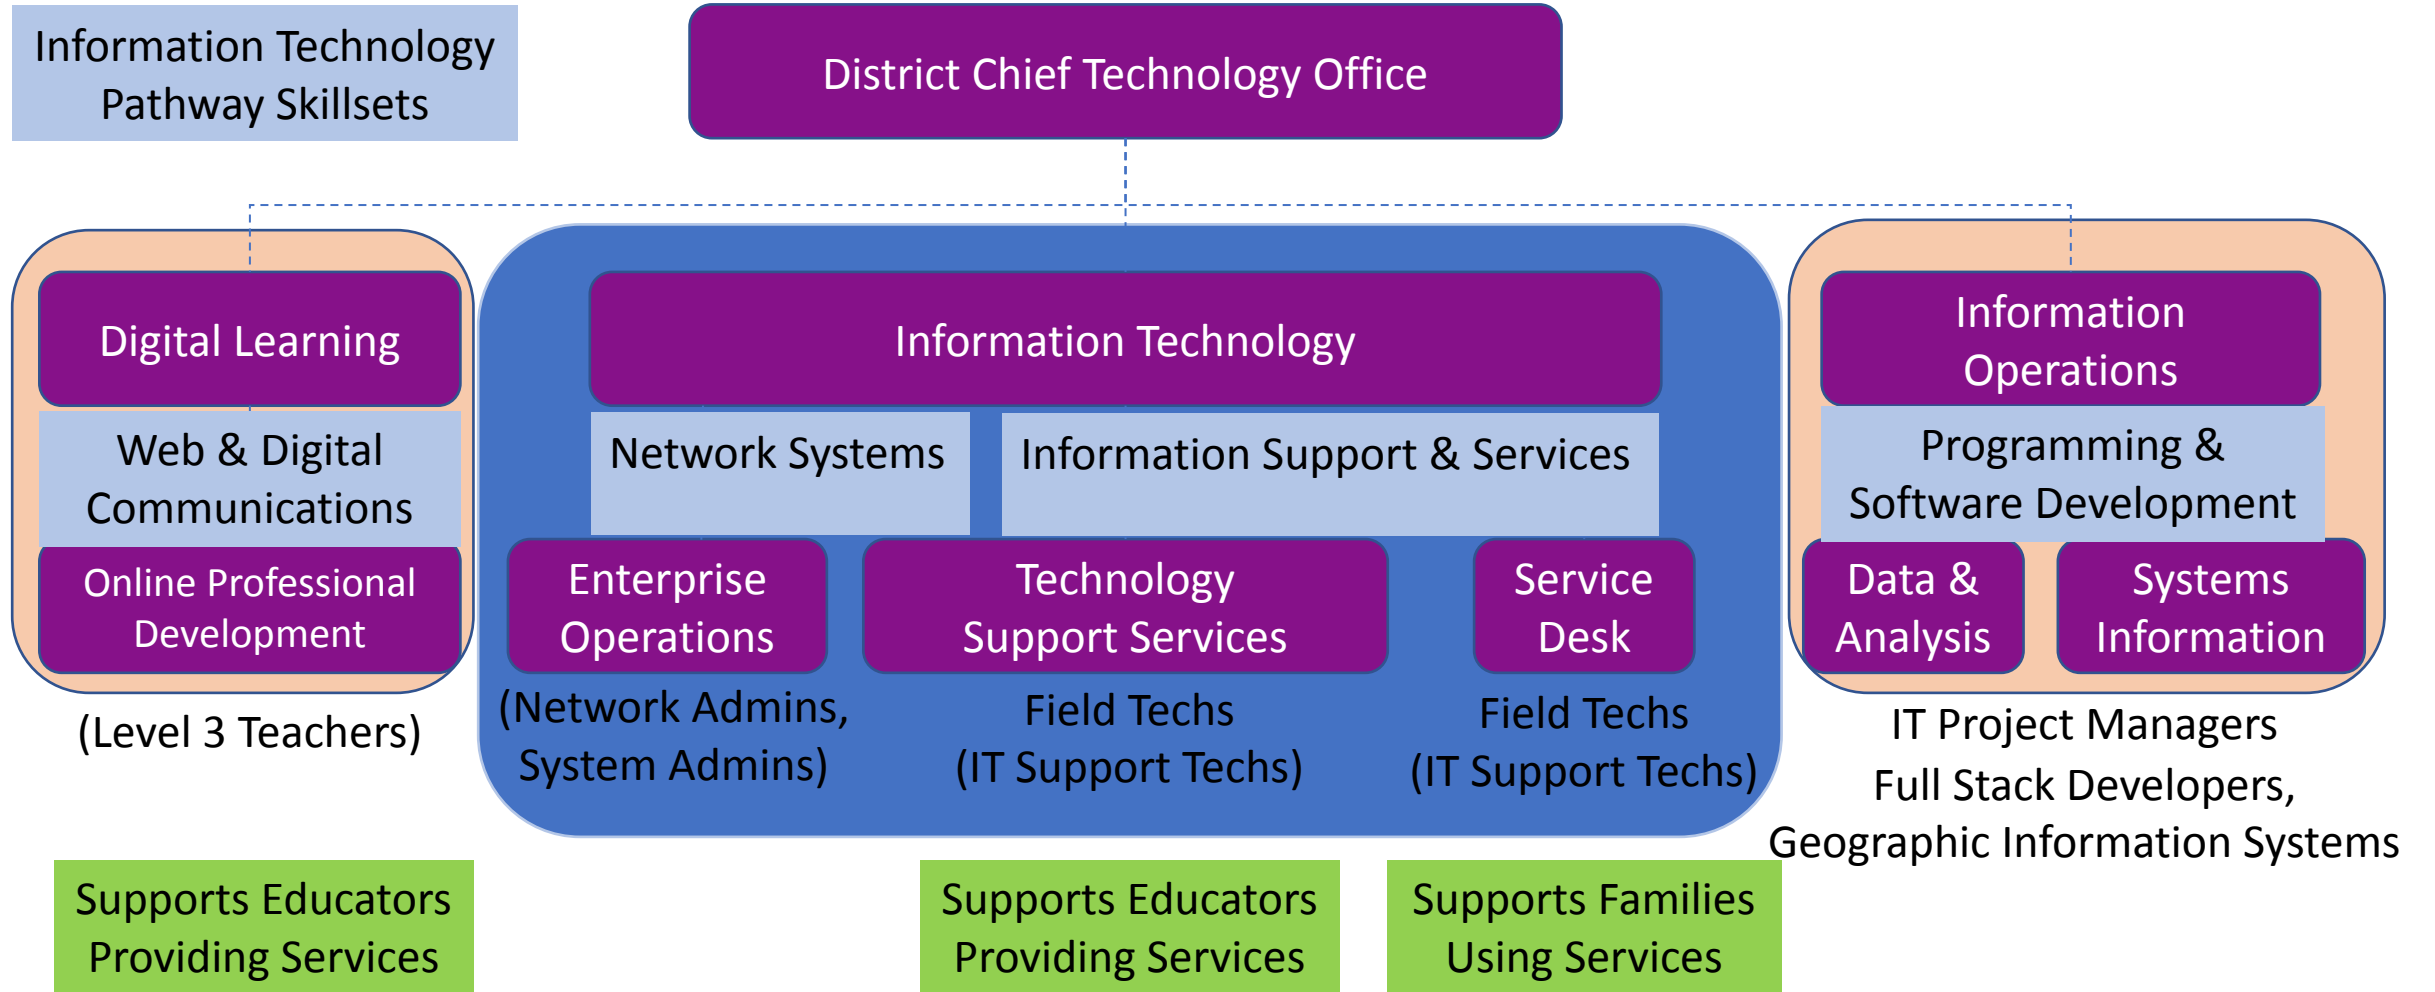 Information Technology
Pathway Skillsets
District Chief Technology Office
Digital Learning
Web & Digital
Communications
Online Professional
Development
(Level 3 Teachers)
Information Technology
Network Systems
Information Support & Services
Enterprise
Operations
(Network Admins,
System Admins)
Technology
Support Services
Field Techs
(IT Support Techs)
Service
Desk
Field Techs
(IT Support Techs)
Information
Operations
Programming &
Software Development
Data &
Analysis
Systems
Information
IT Project Managers
Full Stack Developers,
Geographic Information Systems
Supports Educators
Providing Services
Supports Educators
Providing Services
Supports Families
Using Services